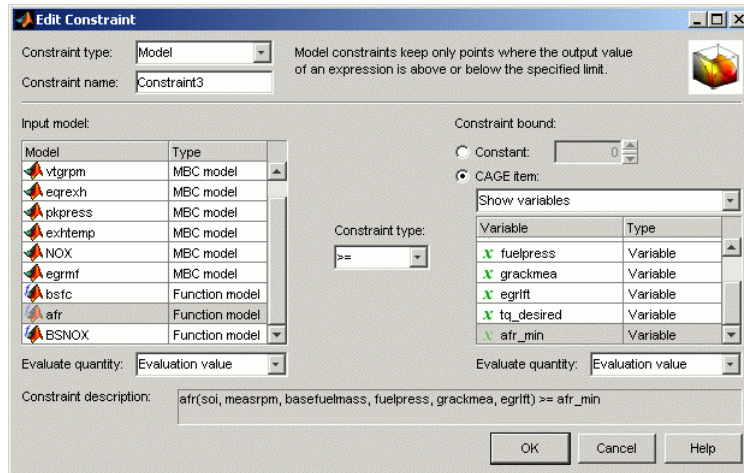 Edit Constraint
Constraint type: Model
Model constraints keep only points where the output value
of an expression is above or below the specified limit.
Constraint name: Constraint3
Input model:
Constraint bound:
Constant: 0
CAGE item:
Show variables
Model Type
vtgrpm MBC model
eqrexh MBC model
pkpress MBC model
exhtemp MBC model
NOX MBC model
egrmf MBC model
bsfc Function model
afr Function model
BSNOX Function model
Constraint type:
>=
Variable Type
x fuelpress Variable
x grackmea Variable
x egrlft Variable
x tq_desired Variable
x afr_min Variable
Evaluate quantity: Evaluation value
Evaluate quantity: Evaluation value
Constraint description: afr(soi, measrpm, basefuelmass, fuelpress, grackmea, egrlft) >= afr_min
OK Cancel Help